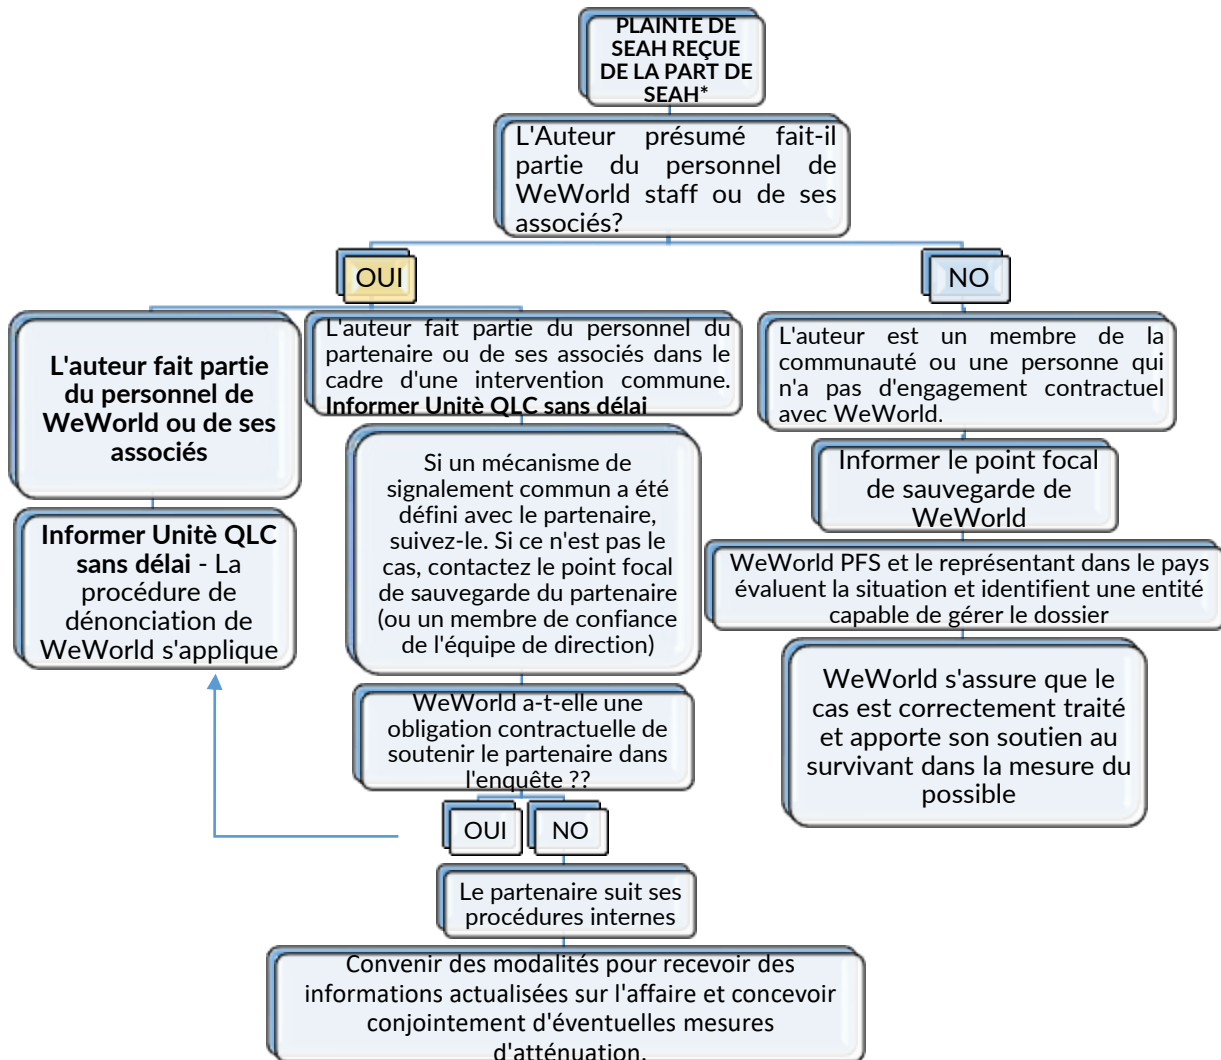 PLAINTE DE
SEAH REÇUE
DE LA PART DE
SEAH*
L'Auteur présumé fait-il
partie du personnel de
WeWorld staff ou de ses
associés?
OUI
NO
L'auteur fait partie
du personnel de
WeWorld ou de ses
associés
Informer Unitè QLC
sans délai - La
procédure de
dénonciation de
WeWorld s'applique
L'auteur fait partie du personnel du
partenaire ou de ses associés dans le
cadre d'une intervention commune.
Informer Unitè QLC sans délai
Si un mécanisme de
signalement commun a été
défini avec le partenaire,
suivez-le. Si ce n'est pas le
cas, contactez le point focal
de sauvegarde du partenaire
(ou un membre de confiance
de l'équipe de direction)
WeWorld a-t-elle une
obligation contractuelle de
soutenir le partenaire dans
l'enquête ??
OUI
NO
Le partenaire suit ses
procédures internes
Convenir des modalités pour recevoir des
informations actualisées sur l'affaire et concevoir
conjointement d'éventuelles mesures
d'atténuation.
L'auteur est un membre de la
communauté ou une personne qui
n'a pas d'engagement contractuel
avec WeWorld.
Informer le point focal
de sauvegarde de
WeWorld
WeWorld PFS et le représentant dans le pays
évaluent la situation et identifient une entité
capable de gérer le dossier
WeWorld s'assure que le
cas est correctement traité
et apporte son soutien au
survivant dans la mesure du
possible